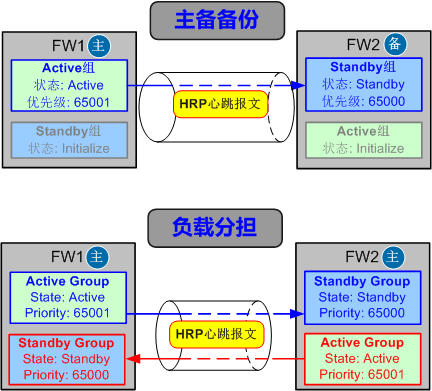 主备备份
FW1 主
Active组
状态: Active
优先级: 65001
Standby组
状态: Initialize
HRP心跳报文
FW2 备
Standby组
状态: Standby
优先级: 65000
Active组
状态: Initialize
负载分担
FW1 主
Active Group
State: Active
Priority: 65001
Standby Group
State: Standby
Priority: 65000
HRP心跳报文
FW2 主
Standby Group
State: Standby
Priority: 65000
Active Group
State: Active
Priority: 65001